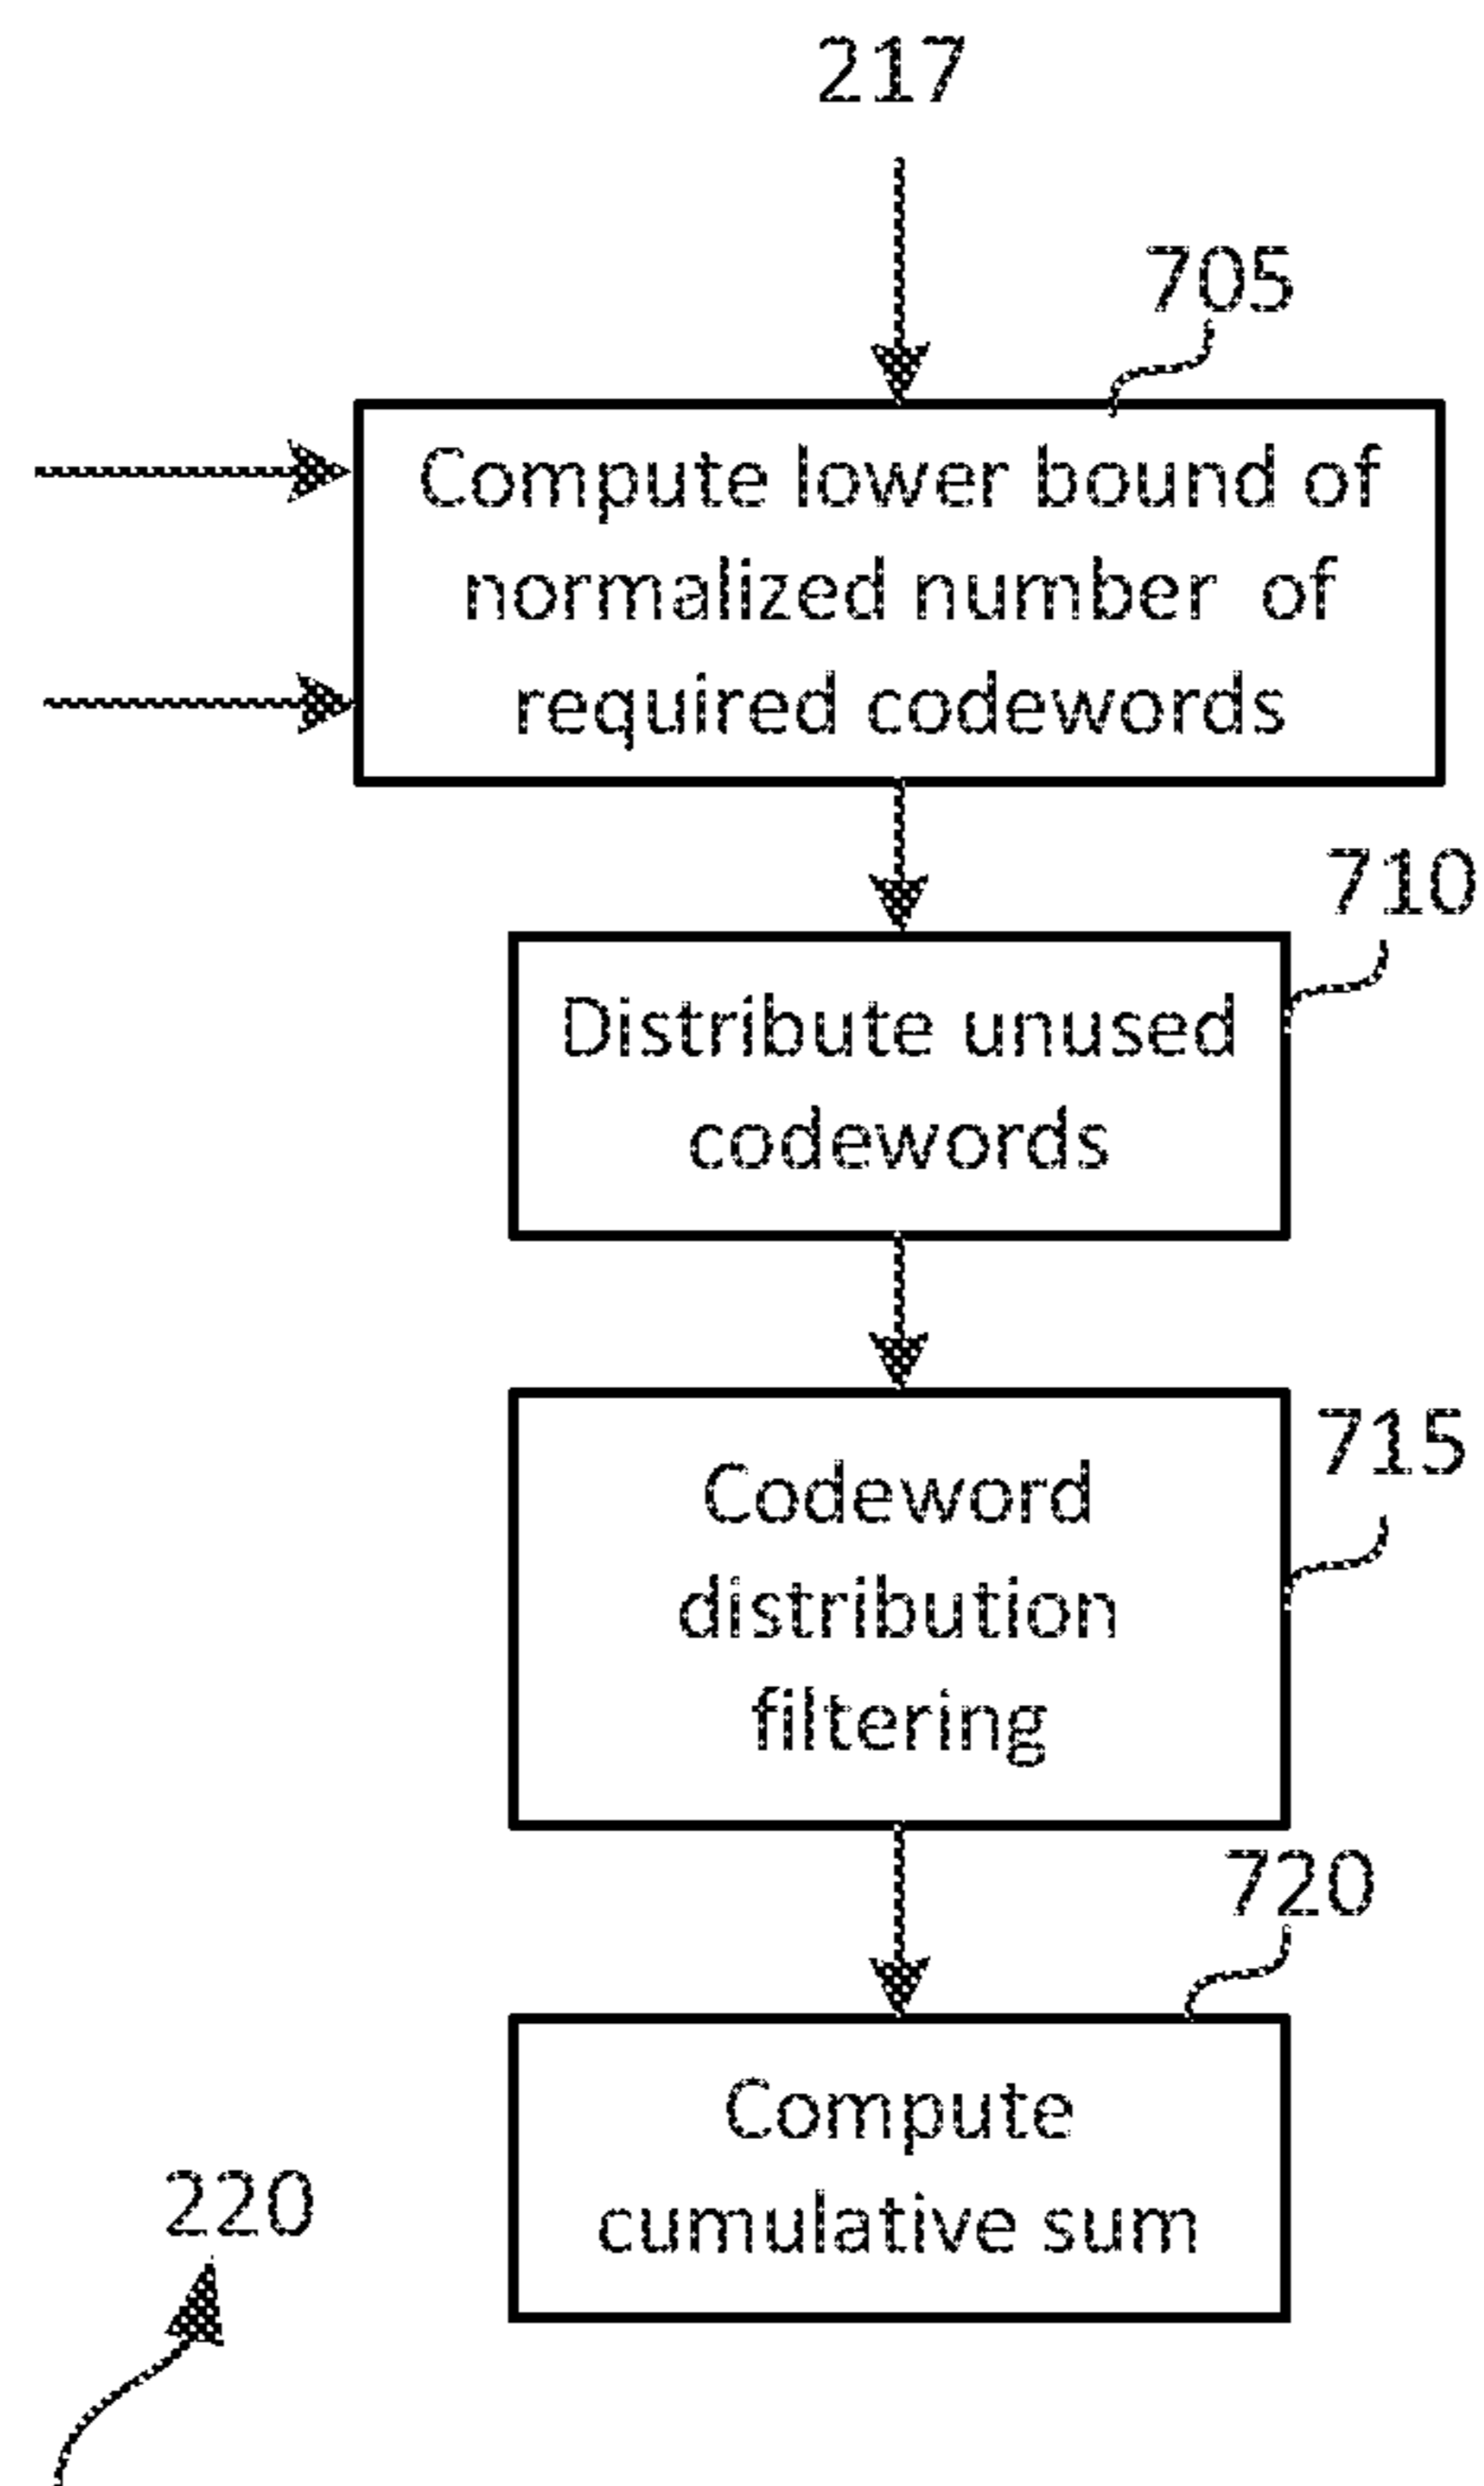 217
705
Compute lower bound of
normalized number of
required codewords
710
Distribute unused
codewords
715
Codeword
distribution
filtering
720
Compute
cumulative sum
220